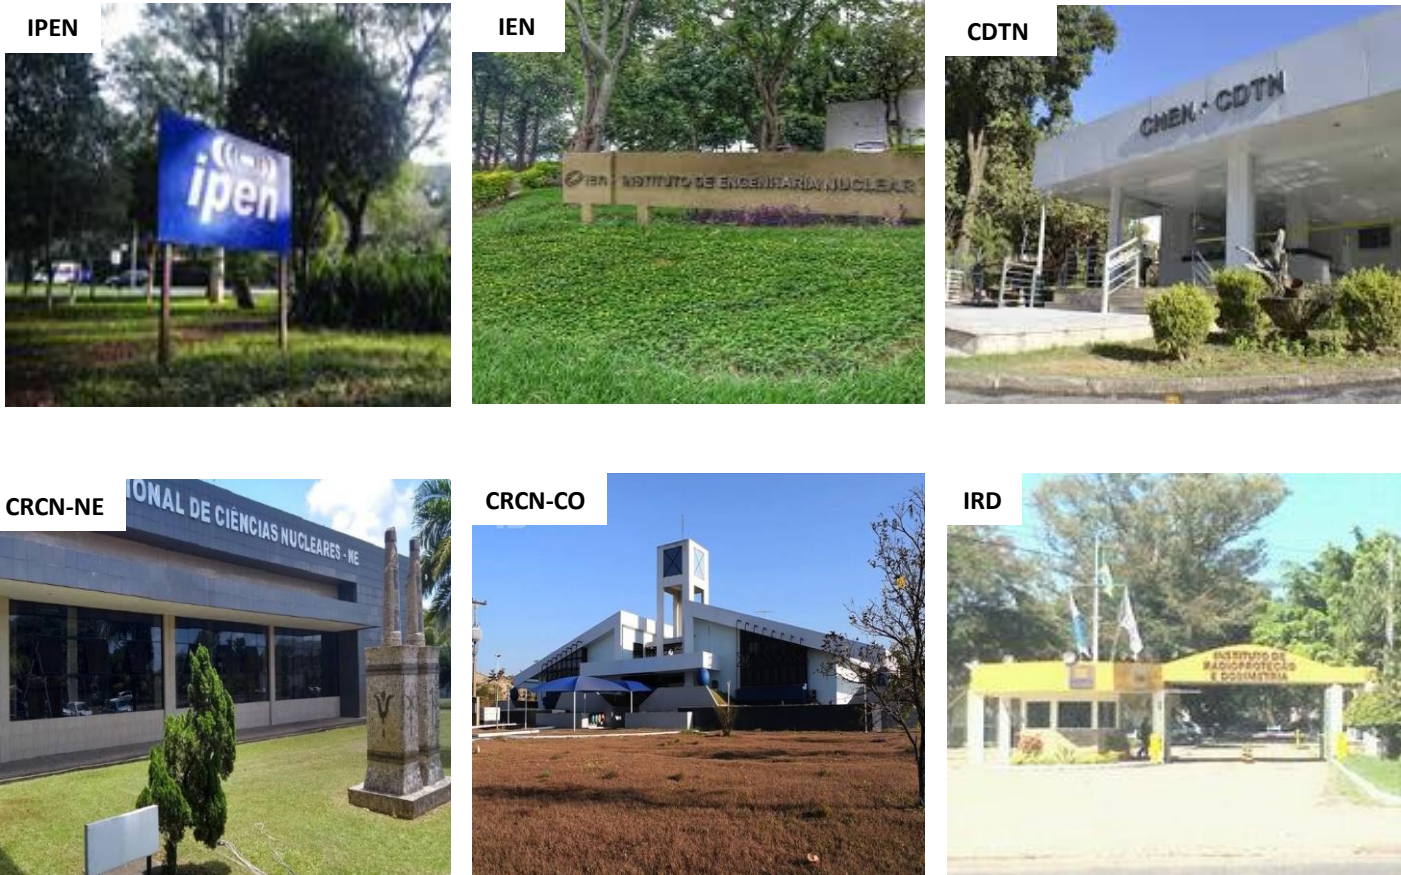 IPEN
ipen
IEN
ien - INSTITUTO DE ENGENHARIA NUCLEAR
CDTN
CNEN - CDTN
CRCN-NE
IONAL DE CIÊNCIAS NUCLEARES - NE
CRCN-CO
IRD
INSTITUTO DE
RADIOPROTEÇÃO
E DOSIMETRIA